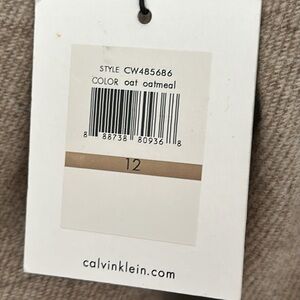 STYLE CW485686
COLOR oat oatmeal
8 88738 80936 8
12
calvinklein.com